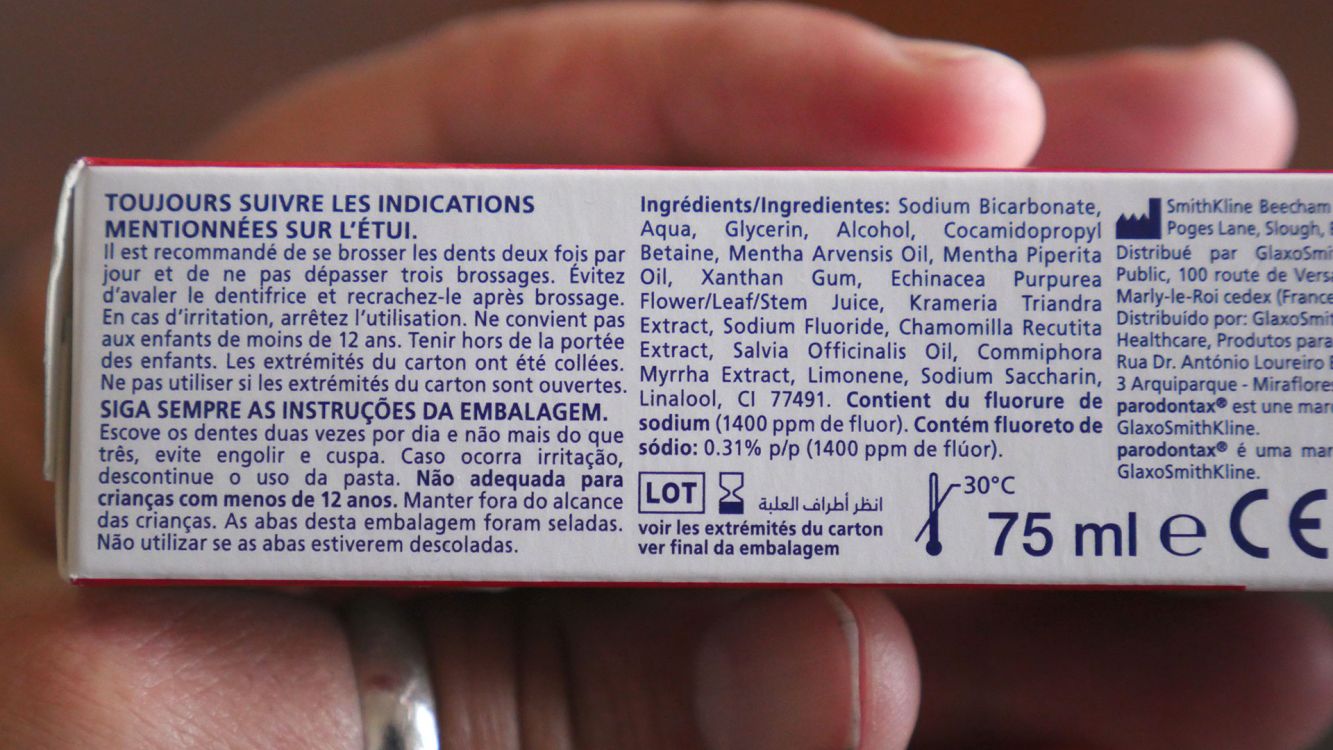 TOUJOURS SUIVRE LES INDICATIONS
MENTIONNÉES SUR L'ÉTUI.
Il est recommandé de se brosser les dents deux fois par
jour et de ne pas dépasser trois brossages. Évitez
d'avaler le dentifrice et recrachez-le après brossage.
En cas d'irritation, arrêtez l'utilisation. Ne convient pas
aux enfants de moins de 12 ans. Tenir hors de la portée
des enfants. Les extrémités du carton ont été collées.
Ne pas utiliser si les extrémités du carton sont ouvertes.
SIGA SEMPRE AS INSTRUÇÕES DA EMBALAGEM.
Escove os dentes duas vezes por dia e não mais do que
três, evite engolir e cuspa. Caso ocorra irritação,
descontinue o uso da pasta. Não adequada para
crianças com menos de 12 anos. Manter fora do alcance
das crianças. As abas desta embalagem foram seladas.
Não utilizar se as abas estiverem descoladas.
Ingrédients/Ingredientes: Sodium Bicarbonate,
Aqua, Glycerin, Alcohol, Cocamidopropyl
Betaine, Mentha Arvensis Oil, Mentha Piperita
Oil, Xanthan Gum, Echinacea Purpurea
Flower/Leaf/Stem Juice, Krameria Triandra
Extract, Sodium Fluoride, Chamomilla Recutita
Extract, Salvia Officinalis Oil, Commiphora
Myrrha Extract, Limonene, Sodium Saccharin,
Linalool, CI 77491. Contient du fluorure de
sodium (1400 ppm de fluor). Contém fluoreto de
sódio: 0.31% p/p (1400 ppm de flúor).
LOT انظر أطراف العلبة
voir les extrémités du carton
ver final da embalagem
30°C
75 ml e CE
SmithKline Beecham
Poges Lane, Slough,
Distribué par GlaxoSmi
Public, 100 route de Versa
Marly-le-Roi cedex (France
Distribuído por: GlaxoSmit
Healthcare, Produtos para
Rua Dr. António Loureiro
3 Arquiparque - Miraflores
parodontax® est une mar
GlaxoSmithKline.
parodontax® é uma mar
GlaxoSmithKline.